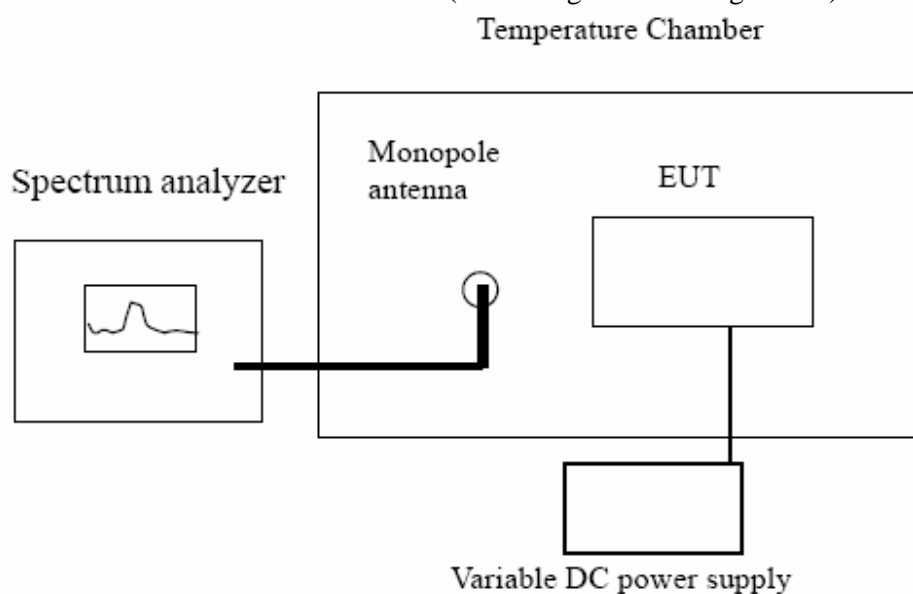 Temperature Chamber
Monopole
antenna
EUT
Spectrum analyzer
Variable DC power supply